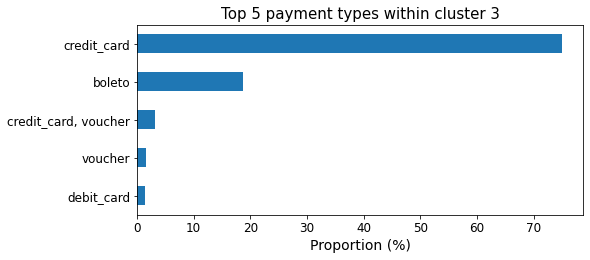 Top 5 payment types within cluster 3
credit_card
boleto
credit_card, voucher
voucher
debit_card
0 10 20 30 40 50 60 70
Proportion (%)